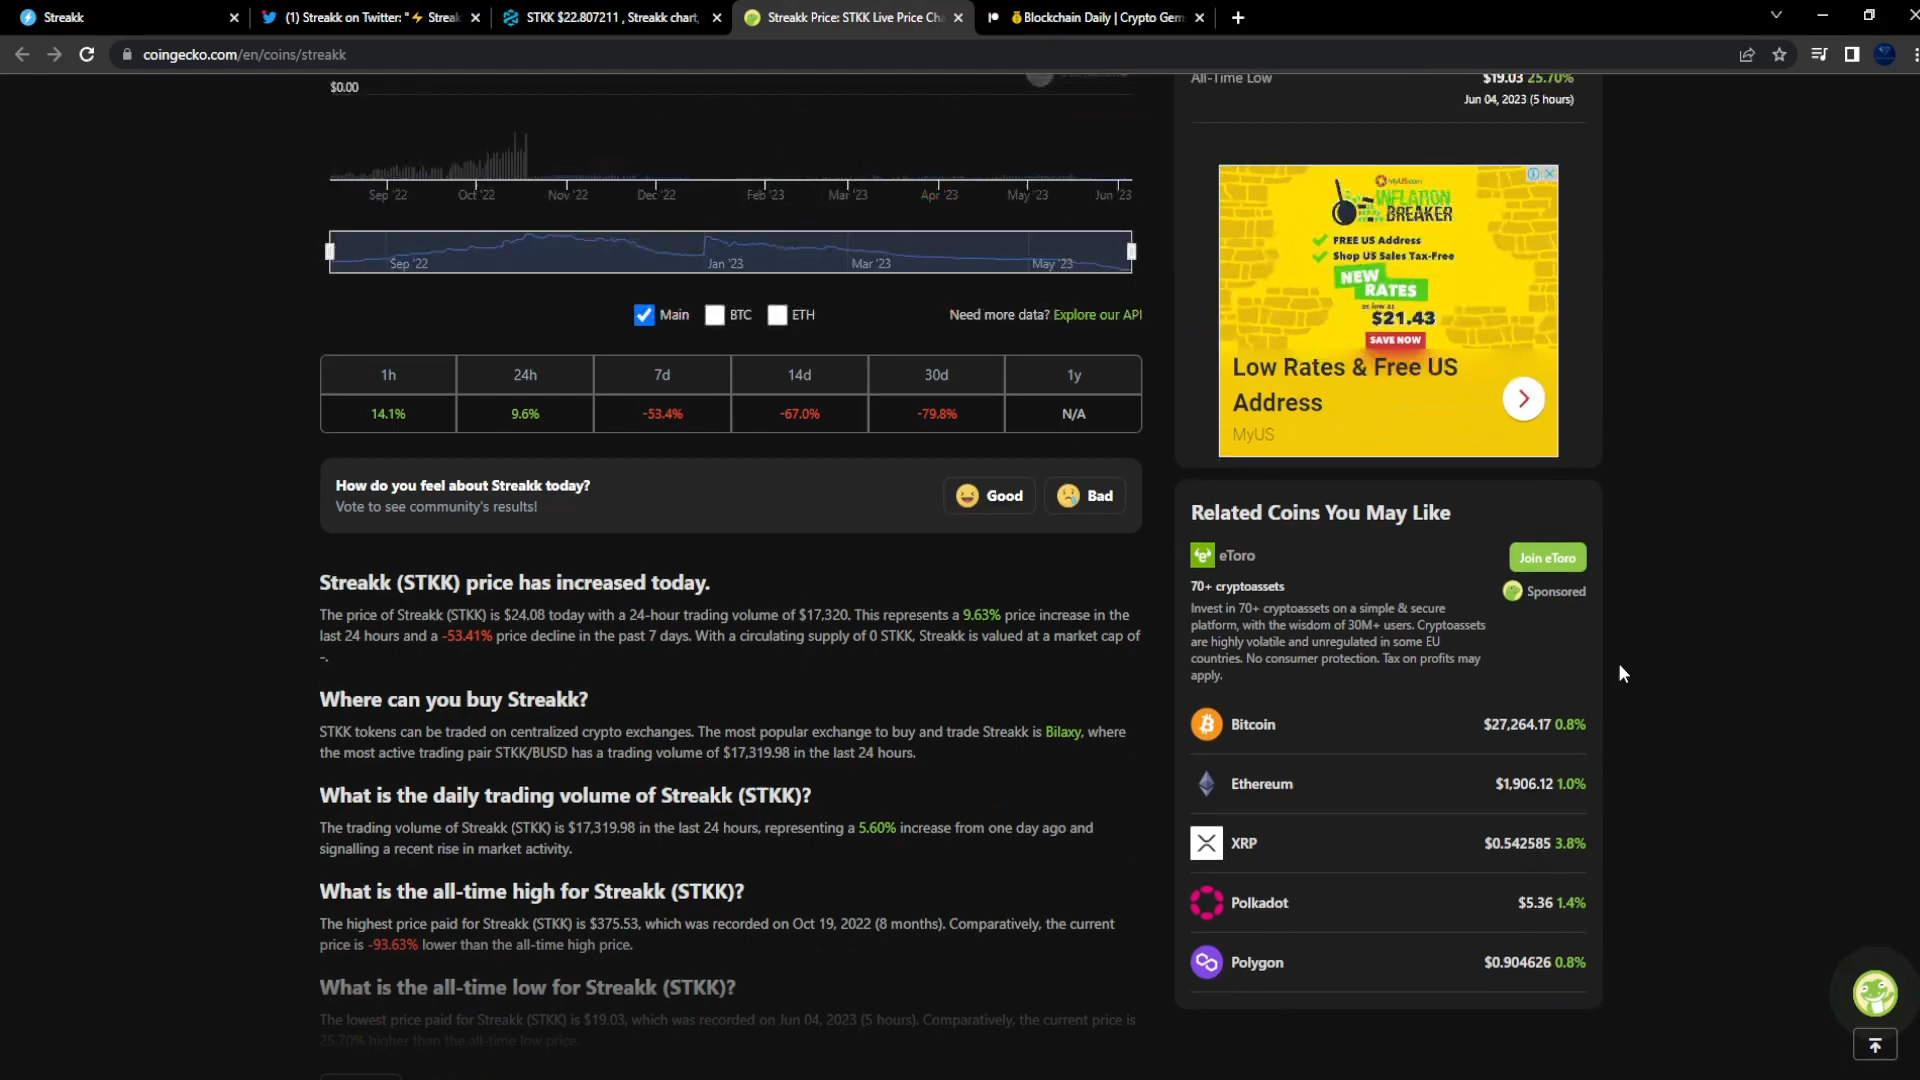 Streakk
(1) Streakk on Twitter: "⚡ Streak
STKK $22.807211 , Streakk chart,
Streakk Price: STKK Live Price Ch
Blockchain Daily | Crypto Gem
coingecko.com/en/coins/streakk
$0.00
Sep '22
Oct '22
Nov '22
Dec '22
Feb '23
Mar '23
Apr '23
May '23
Jun '23
Sep '22
Jan '23
Mar '23
May '23
Main
BTC
ETH
Need more data? Explore our API
1h 24h 7d 14d 30d 1y
14.1% 9.6% -53.4% -67.0% -79.8% N/A
How do you feel about Streakk today?
Vote to see community's results!
Good
Bad
Streakk (STKK) price has increased today.
The price of Streakk (STKK) is $24.08 today with a 24-hour trading volume of $17,320. This represents a 9.63% price increase in the
last 24 hours and a -53.41% price decline in the past 7 days. With a circulating supply of 0 STKK, Streakk is valued at a market cap of
-.
Where can you buy Streakk?
STKK tokens can be traded on centralized crypto exchanges. The most popular exchange to buy and trade Streakk is Bilaxy, where
the most active trading pair STKK/BUSD has a trading volume of $17,319.98 in the last 24 hours.
What is the daily trading volume of Streakk (STKK)?
The trading volume of Streakk (STKK) is $17,319.98 in the last 24 hours, representing a 5.60% increase from one day ago and
signalling a recent rise in market activity.
What is the all-time high for Streakk (STKK)?
The highest price paid for Streakk (STKK) is $375.53, which was recorded on Oct 19, 2022 (8 months). Comparatively, the current
price is -93.63% lower than the all-time high price.
What is the all-time low for Streakk (STKK)?
The lowest price paid for Streakk (STKK) is $19.03, which was recorded on Jun 04, 2023 (5 hours). Comparatively, the current price is
25.70% higher than the all-time low price.
All-Time Low
$19.03 25.70%
Jun 04, 2023 (5 hours)
MyUS.com
INFLATION
BREAKER
FREE US Address
Shop US Sales Tax-Free
NEW
RATES
as low as
$21.43
SAVE NOW
Low Rates & Free US
Address
MyUS
Related Coins You May Like
eToro
Join eToro
70+ cryptoassets
Sponsored
Invest in 70+ cryptoassets on a simple & secure
platform, with the wisdom of 30M+ users. Cryptoassets
are highly volatile and unregulated in some EU
countries. No consumer protection. Tax on profits may
apply.
Bitcoin $27,264.17 0.8%
Ethereum $1,906.12 1.0%
XRP $0.542585 3.8%
Polkadot $5.36 1.4%
Polygon $0.904626 0.8%